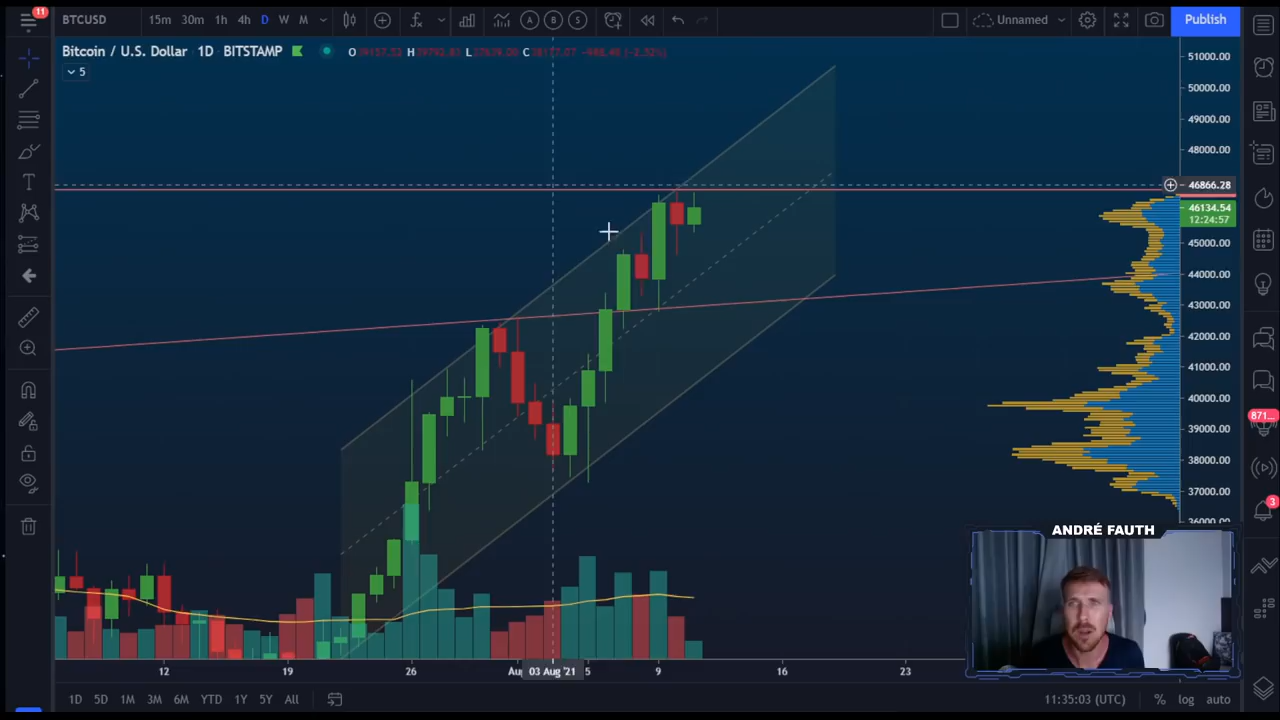 11
BTCUSD
15m 30m 1h 4h D W M
A B S
Unnamed
Publish
Bitcoin / U.S. Dollar 1D BITSTAMP
O H L C
5
51000.00
50000.00
49000.00
48000.00
46866.28
46134.54
12:24:57
45000.00
44000.00
43000.00
42000.00
41000.00
40000.00
39000.00
38000.00
37000.00
36000.00
871...
3
ANDRÉ FAUTH
12 19 26 03 Aug '21 5 9 16 23
1D 5D 1M 3M 6M YTD 1Y 5Y All
11:35:03 (UTC) % log auto